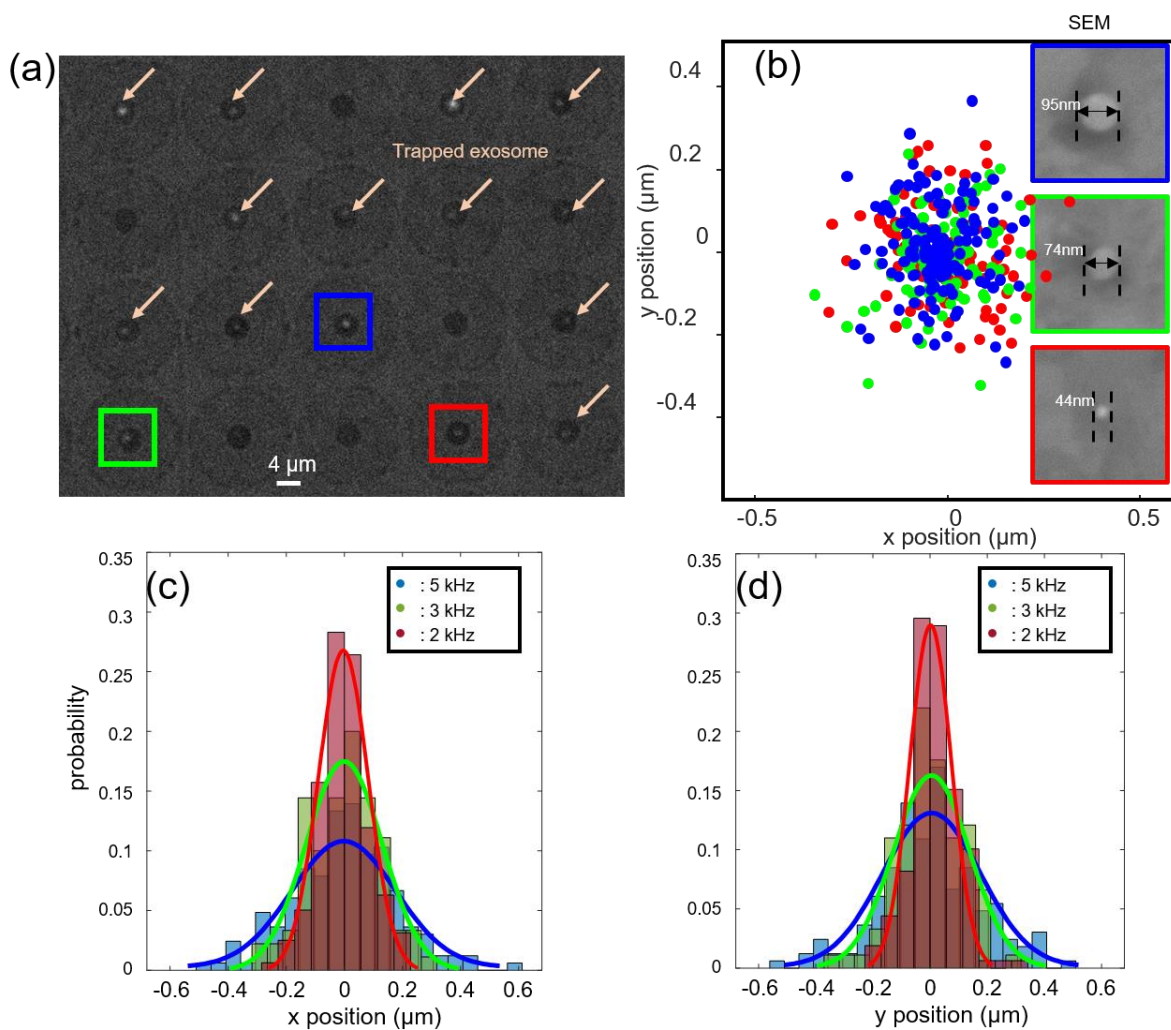 (a)
Trapped exosome
4 µm
(b)
SEM
95nm
74nm
44nm
y position (µm)
0.4
0.2
0
-0.2
-0.4
-0.5
0
0.5
x position (µm)
(c)
: 5 kHz
: 3 kHz
: 2 kHz
probability
0.35
0.3
0.25
0.2
0.15
0.1
0.05
0
-0.6
-0.4
-0.2
0
0.2
0.4
0.6
x position (µm)
(d)
: 5 kHz
: 3 kHz
: 2 kHz
0.35
0.3
0.25
0.2
0.15
0.1
0.05
0
-0.6
-0.4
-0.2
0
0.2
0.4
0.6
y position (µm)